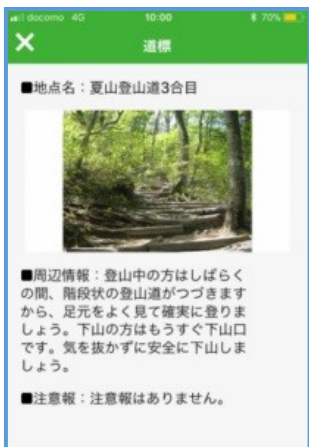 docomo 4G 10:00 70%
×
道標
■地点名：夏山登山道3合目
■周辺情報：登山中の方はしばらく
の間、階段状の登山道がつづきます
から、足元をよく見て確実に登りま
しょう。下山の方はもうすぐ下山口
です。気を抜かずに安全に下山しま
しょう。
■注意報：注意報はありません。